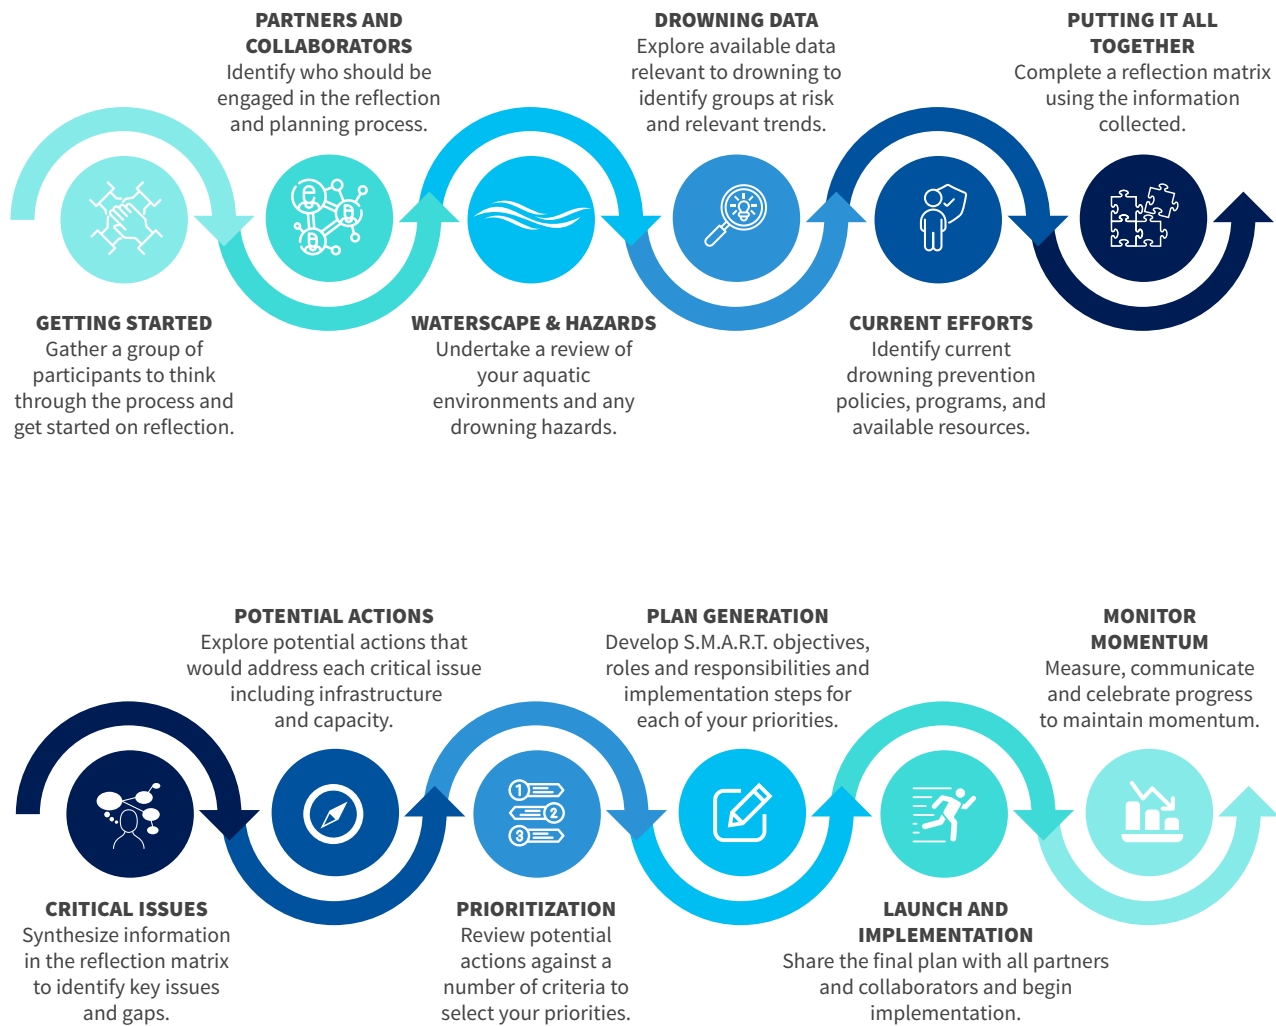 GETTING STARTED
Gather a group of
participants to think
through the process and
get started on reflection.
PARTNERS AND
COLLABORATORS
Identify who should be
engaged in the reflection
and planning process.
WATERSCAPE & HAZARDS
Undertake a review of
your aquatic
environments and any
drowning hazards.
DROWNING DATA
Explore available data
relevant to drowning to
identify groups at risk
and relevant trends.
CURRENT EFFORTS
Identify current
drowning prevention
policies, programs, and
available resources.
PUTTING IT ALL
TOGETHER
Complete a reflection matrix
using the information
collected.
CRITICAL ISSUES
Synthesize information
in the reflection matrix
to identify key issues
and gaps.
POTENTIAL ACTIONS
Explore potential actions that
would address each critical issue
including infrastructure
and capacity.
1
2
3
PRIORITIZATION
Review potential
actions against a
number of criteria to
select your priorities.
PLAN GENERATION
Develop S.M.A.R.T. objectives,
roles and responsibilities and
implementation steps for
each of your priorities.
LAUNCH AND
IMPLEMENTATION
Share the final plan with all partners
and collaborators and begin
implementation.
MONITOR
MOMENTUM
Measure, communicate
and celebrate progress
to maintain momentum.